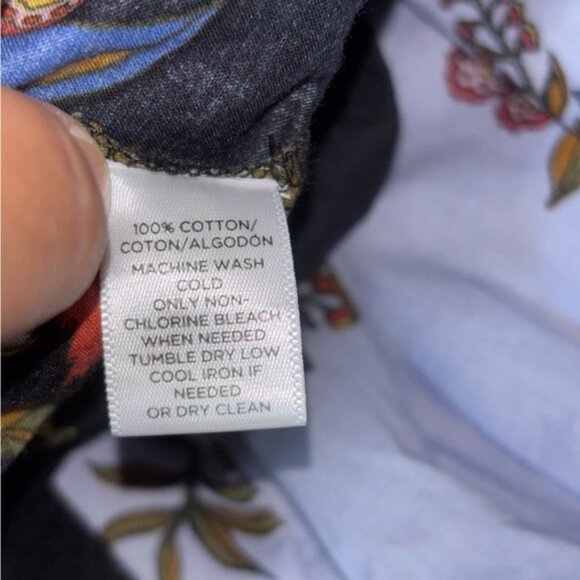 100% COTTON/
COTON/ALGODÓN
MACHINE WASH
COLD
ONLY NON-
CHLORINE BLEACH
WHEN NEEDED
TUMBLE DRY LOW
COOL IRON IF
NEEDED
OR DRY CLEAN